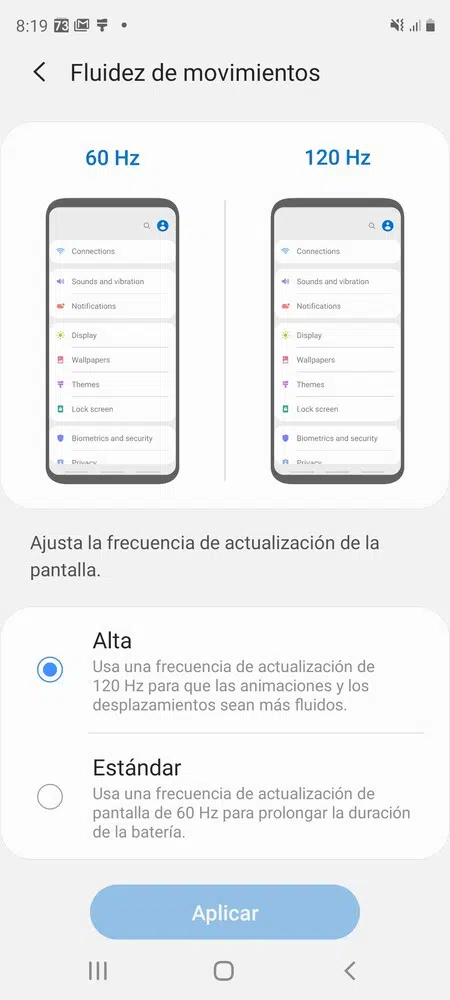 8:19 73
Fluidez de movimientos
60 Hz
120 Hz
Connections
Sounds and vibration
Notifications
Display
Wallpapers
Themes
Lock screen
Biometrics and security
Privacy
Connections
Sounds and vibration
Notifications
Display
Wallpapers
Themes
Lock screen
Biometrics and security
Privacy
Ajusta la frecuencia de actualización de la
pantalla.
Alta
Usa una frecuencia de actualización de
120 Hz para que las animaciones y los
desplazamientos sean más fluidos.
Estándar
Usa una frecuencia de actualización de
pantalla de 60 Hz para prolongar la duración
de la batería.
Aplicar